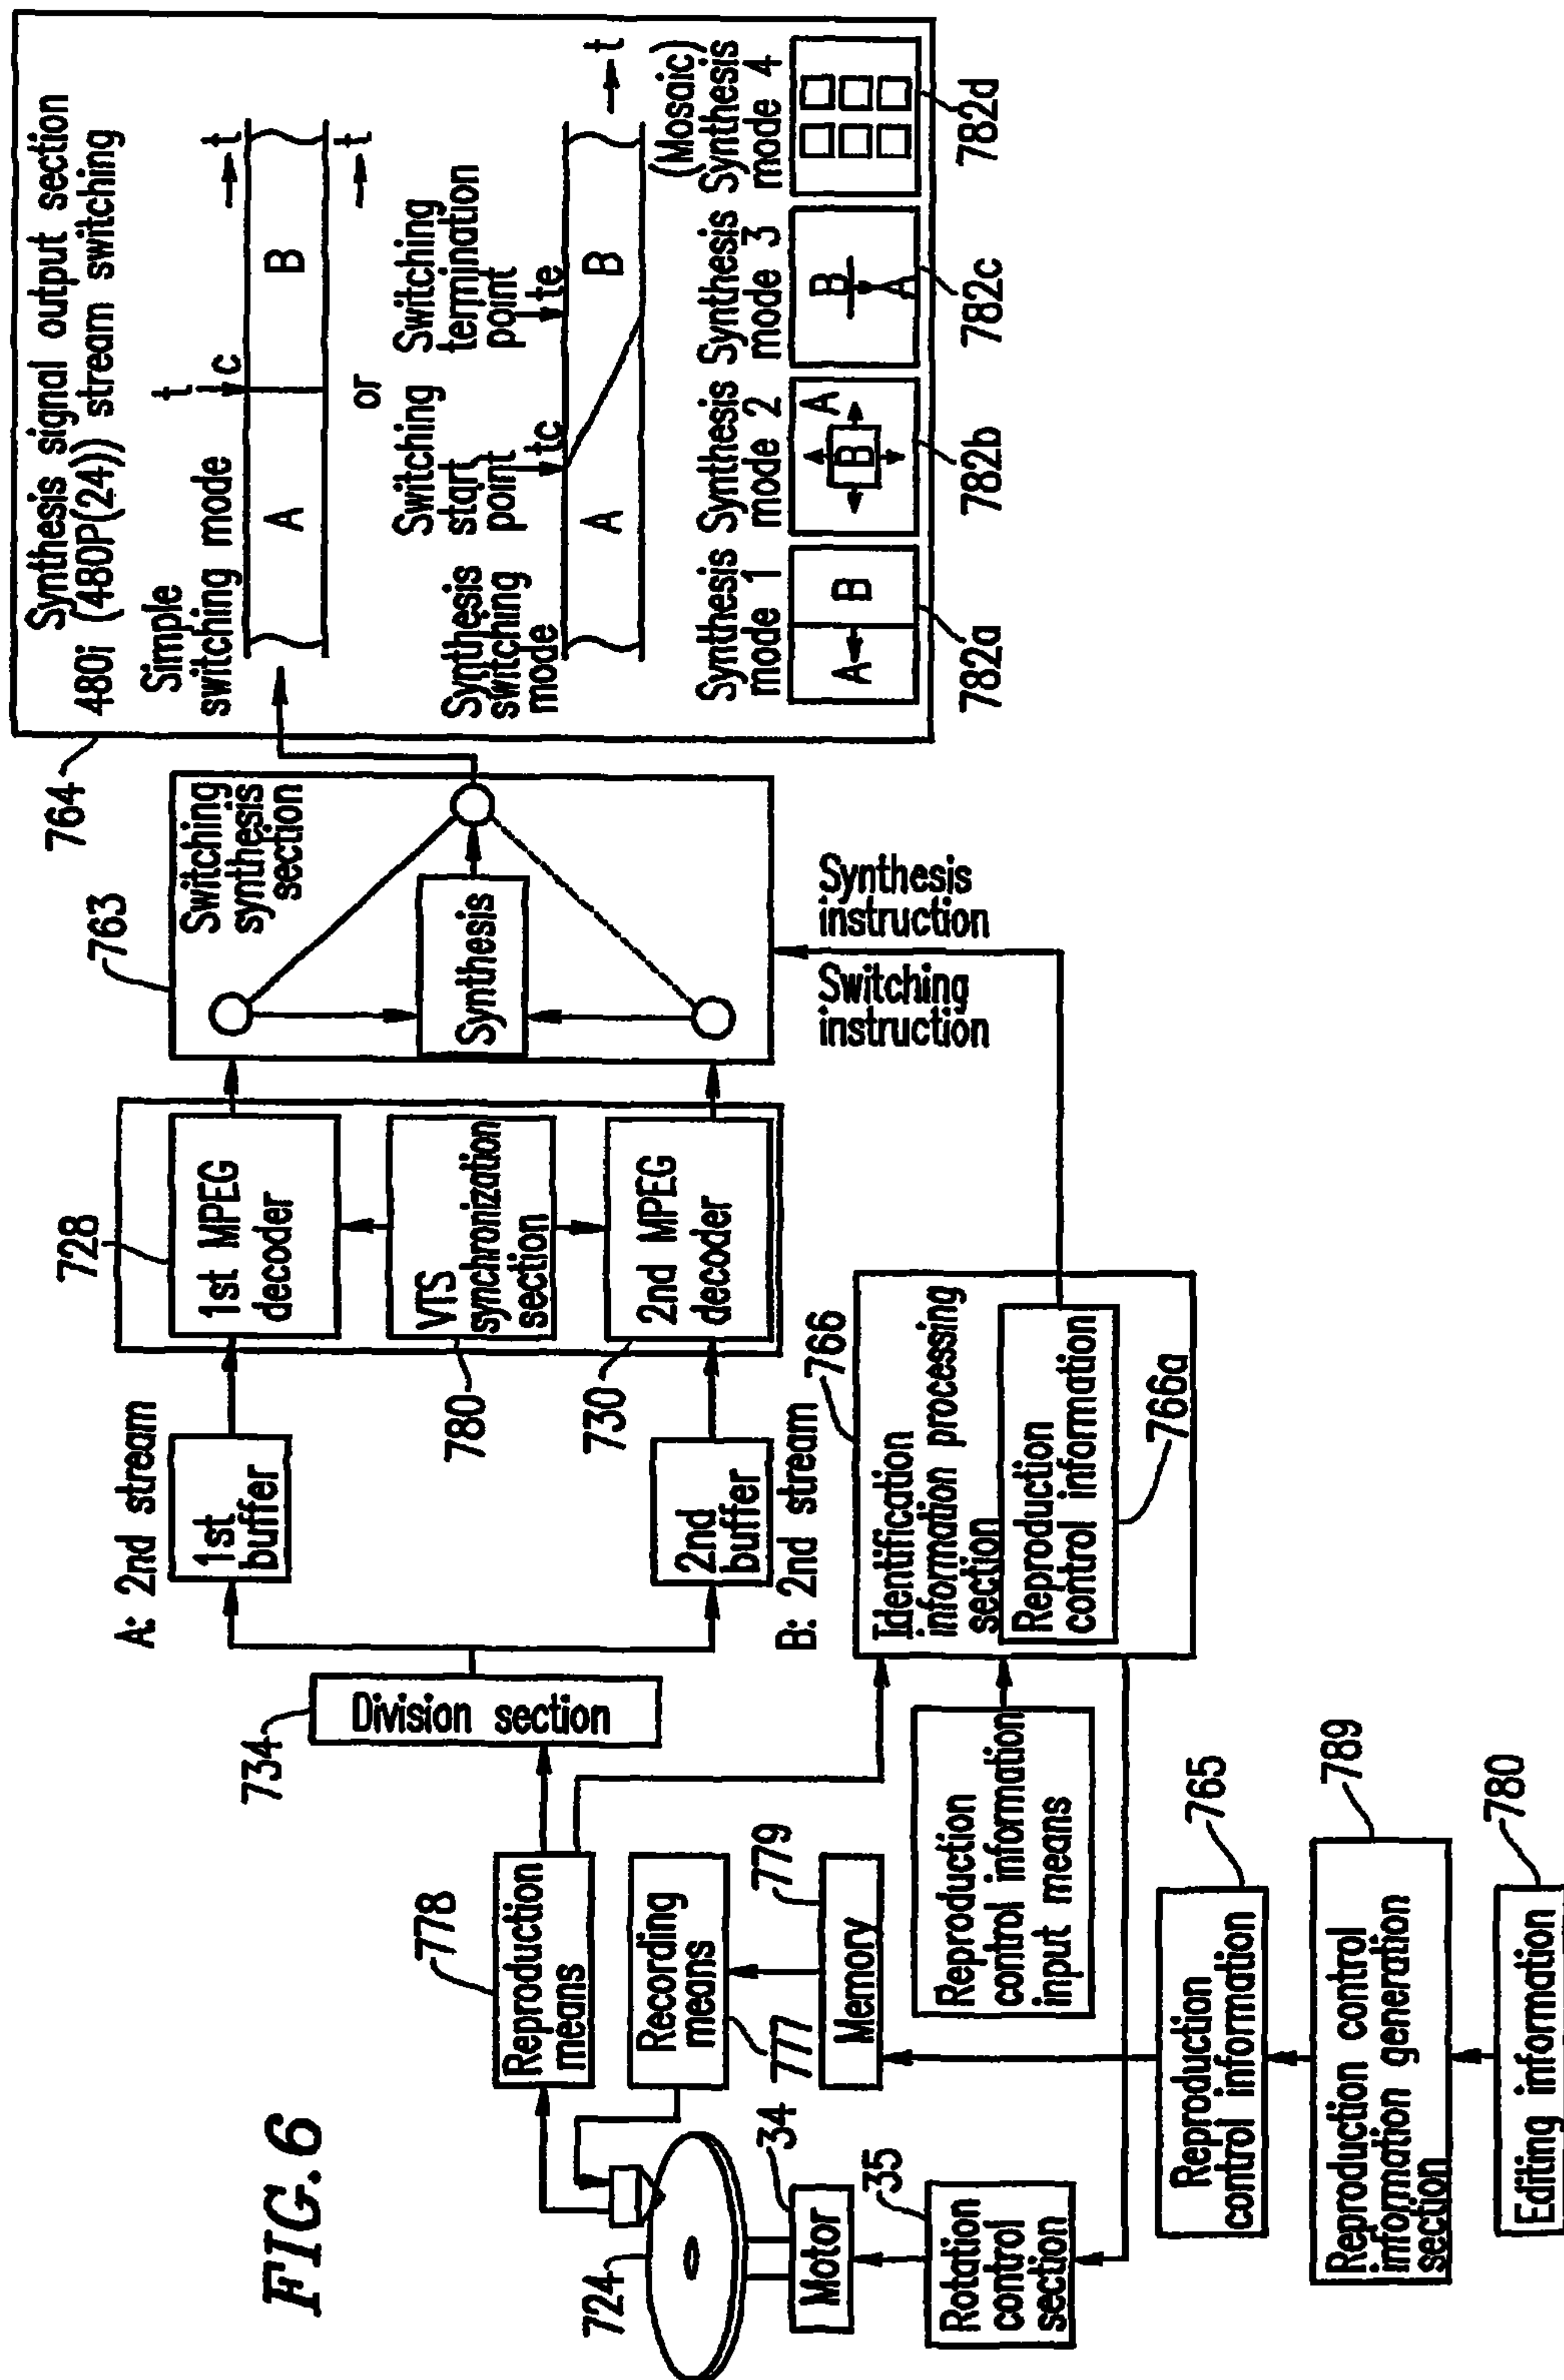 FIG.6
724
Motor
34
Rotation
control
section
35
Reproduction
means
778
Recording
means
777
Memory
779
Reproduction
control information
input means
Reproduction
control information
765
Reproduction control
information generation
section
789
Editing information
780
734
Division section
A: 2nd stream
1st
buffer
2nd
buffer
B: 2nd stream
728
1st MPEG
decoder
VTS
synchronization
section
780
2nd MPEG
decoder
730
Identification
information processing
section
766
Reproduction
control information
766a
763
Switching
synthesis
section
Synthesis
Switching
instruction
Synthesis
instruction
764
Synthesis signal output section
480i (480P(24)) stream switching
Simple
switching mode
t
c
t
A
B
t
or
Synthesis
switching
mode
Switching
start
point
tc
Switching
termination
point
te
t
A
B
(Mosaic)
Synthesis
mode 1
Synthesis
mode 2
Synthesis
mode 3
Synthesis
mode 4
A
B
B
A
B
A
782a
782b
782c
782d